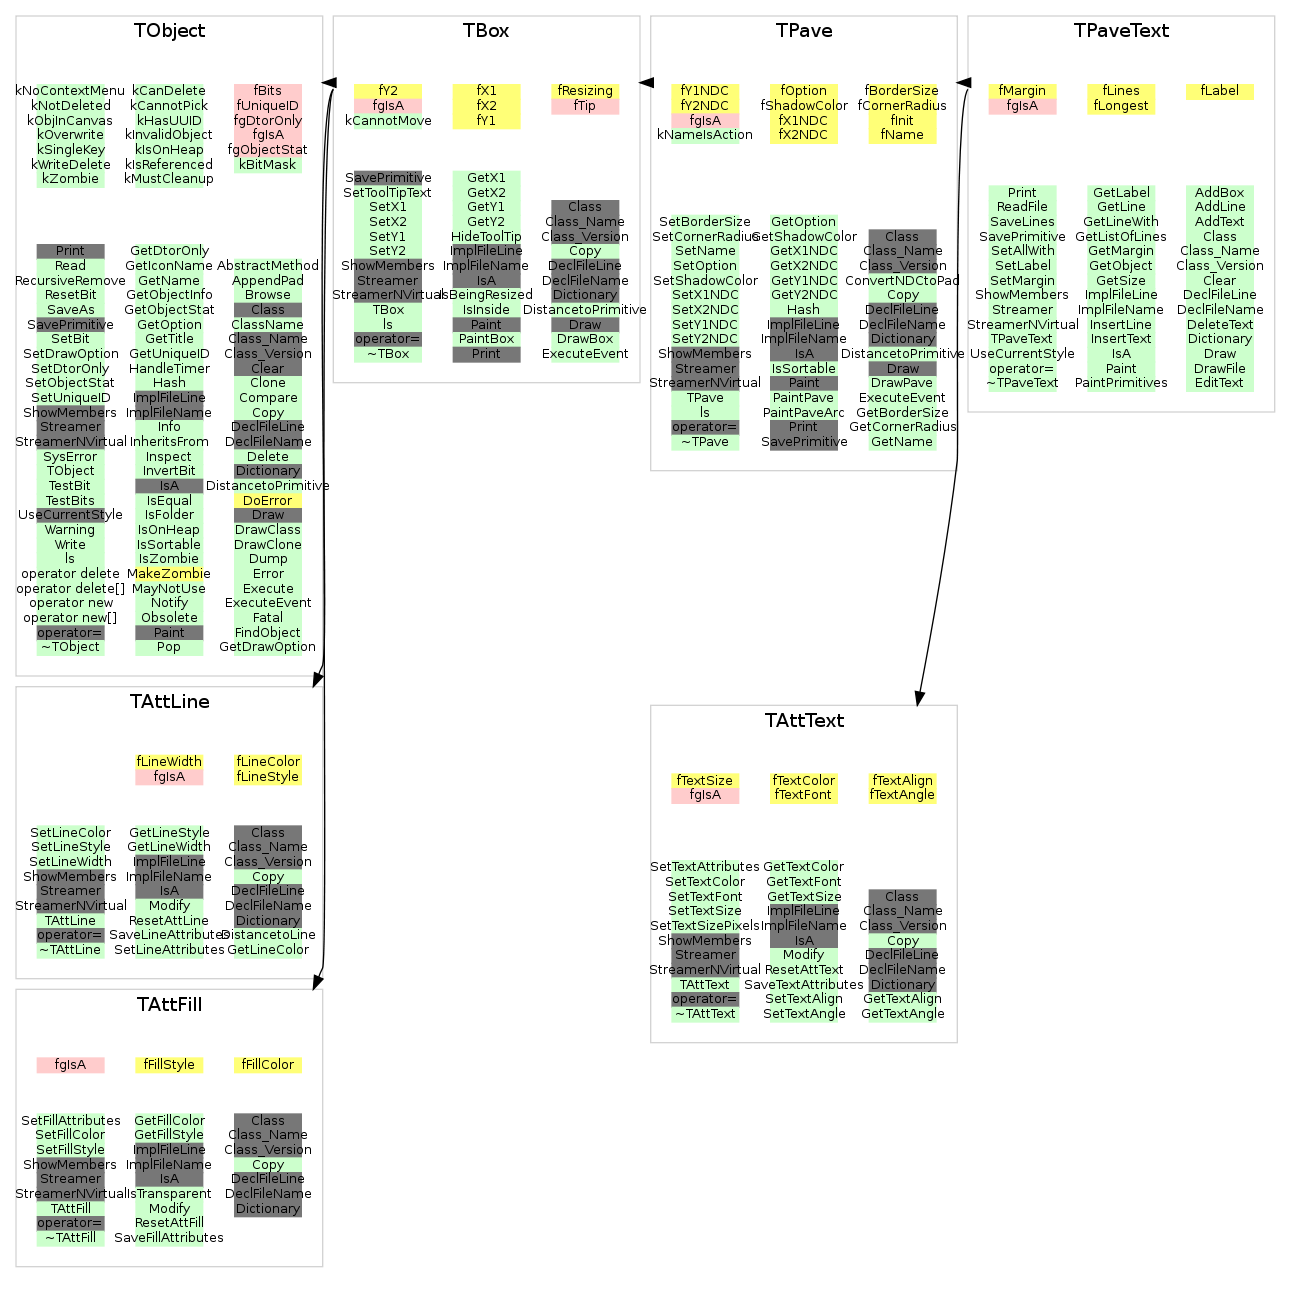 TObject
kNoContextMenu kCanDelete fBits
kNotDeleted kCannotPick fUniqueID
kObjInCanvas kHasUUID fgDtorOnly
kOverwrite kInvalidObject fgIsA
kSingleKey kIsOnHeap fgObjectStat
kWriteDelete kIsReferenced kBitMask
kZombie kMustCleanup
Print GetDtorOnly
Read GetIconName AbstractMethod
RecursiveRemove GetName AppendPad
ResetBit GetObjectInfo Browse
SaveAs GetObjectStat Class
SavePrimitive GetOption ClassName
SetBit GetTitle Class_Name
SetDrawOption GetUniqueID Class_Version
SetDtorOnly HandleTimer Clear
SetObjectStat Hash Clone
SetUniqueID ImplFileLine Compare
ShowMembers ImplFileName Copy
Streamer Info DeclFileLine
StreamerNVirtual InheritsFrom DeclFileName
SysError Inspect Delete
TObject InvertBit Dictionary
TestBit IsA DistancetoPrimitive
TestBits IsEqual DoError
UseCurrentStyle IsFolder Draw
Warning IsOnHeap DrawClass
Write IsSortable DrawClone
ls IsZombie Dump
operator delete MakeZombie Error
operator delete[] MayNotUse Execute
operator new Notify ExecuteEvent
operator new[] Obsolete Fatal
operator= Paint FindObject
~TObject Pop GetDrawOption
TBox
fY2 fX1 fResizing
fgIsA fX2 fTip
kCannotMove fY1
SavePrimitive GetX1
SetToolTipText GetX2
SetX1 GetY1 Class
SetX2 GetY2 Class_Name
SetY1 HideToolTip Class_Version
SetY2 ImplFileLine Copy
ShowMembers ImplFileName DeclFileLine
Streamer IsA DeclFileName
StreamerNVirtual IsBeingResized Dictionary
TBox IsInside DistancetoPrimitive
ls Paint Draw
operator= PaintBox DrawBox
~TBox Print ExecuteEvent
TPave
fY1NDC fOption fBorderSize
fY2NDC fShadowColor fCornerRadius
fgIsA fX1NDC fInit
kNameIsAction fX2NDC fName
SetBorderSize GetOption
SetCornerRadius GetShadowColor Class
SetName GetX1NDC Class_Name
SetOption GetX2NDC Class_Version
SetShadowColor GetY1NDC ConvertNDCtoPad
SetX1NDC GetY2NDC Copy
SetX2NDC Hash DeclFileLine
SetY1NDC ImplFileLine DeclFileName
SetY2NDC ImplFileName Dictionary
ShowMembers IsA DistancetoPrimitive
Streamer IsSortable Draw
StreamerNVirtual Paint DrawPave
TPave PaintPave ExecuteEvent
ls PaintPaveArc GetBorderSize
operator= Print GetCornerRadius
~TPave SavePrimitive GetName
TPaveText
fMargin fLines fLabel
fgIsA fLongest
Print GetLabel AddBox
ReadFile GetLine AddLine
SaveLines GetLineWith AddText
SavePrimitive GetListOfLines Class
SetAllWith GetMargin Class_Name
SetLabel GetObject Class_Version
SetMargin GetSize Clear
ShowMembers ImplFileLine DeclFileLine
Streamer ImplFileName DeclFileName
StreamerNVirtual InsertLine DeleteText
TPaveText InsertText Dictionary
UseCurrentStyle IsA Draw
operator= Paint DrawFile
~TPaveText PaintPrimitives EditText
TAttLine
fLineWidth fLineColor
fgIsA fLineStyle
SetLineColor GetLineStyle Class
SetLineStyle GetLineWidth Class_Name
SetLineWidth ImplFileLine Class_Version
ShowMembers ImplFileName Copy
Streamer IsA DeclFileLine
StreamerNVirtual Modify DeclFileName
TAttLine ResetAttLine Dictionary
operator= SaveLineAttributes DistancetoLine
~TAttLine SetLineAttributes GetLineColor
TAttText
fTextSize fTextColor fTextAlign
fgIsA fTextFont fTextAngle
SetTextAttributes GetTextColor
SetTextColor GetTextFont
SetTextFont GetTextSize Class
SetTextSize ImplFileLine Class_Name
SetTextSizePixels ImplFileName Class_Version
ShowMembers IsA Copy
Streamer Modify DeclFileLine
StreamerNVirtual ResetAttText DeclFileName
TAttText SaveTextAttributes Dictionary
operator= SetTextAlign GetTextAlign
~TAttText SetTextAngle GetTextAngle
TAttFill
fgIsA fFillStyle fFillColor
SetFillAttributes GetFillColor Class
SetFillColor GetFillStyle Class_Name
SetFillStyle ImplFileLine Class_Version
ShowMembers ImplFileName Copy
Streamer IsA DeclFileLine
StreamerNVirtual IsTransparent DeclFileName
TAttFill Modify Dictionary
operator= ResetAttFill
~TAttFill SaveFillAttributes